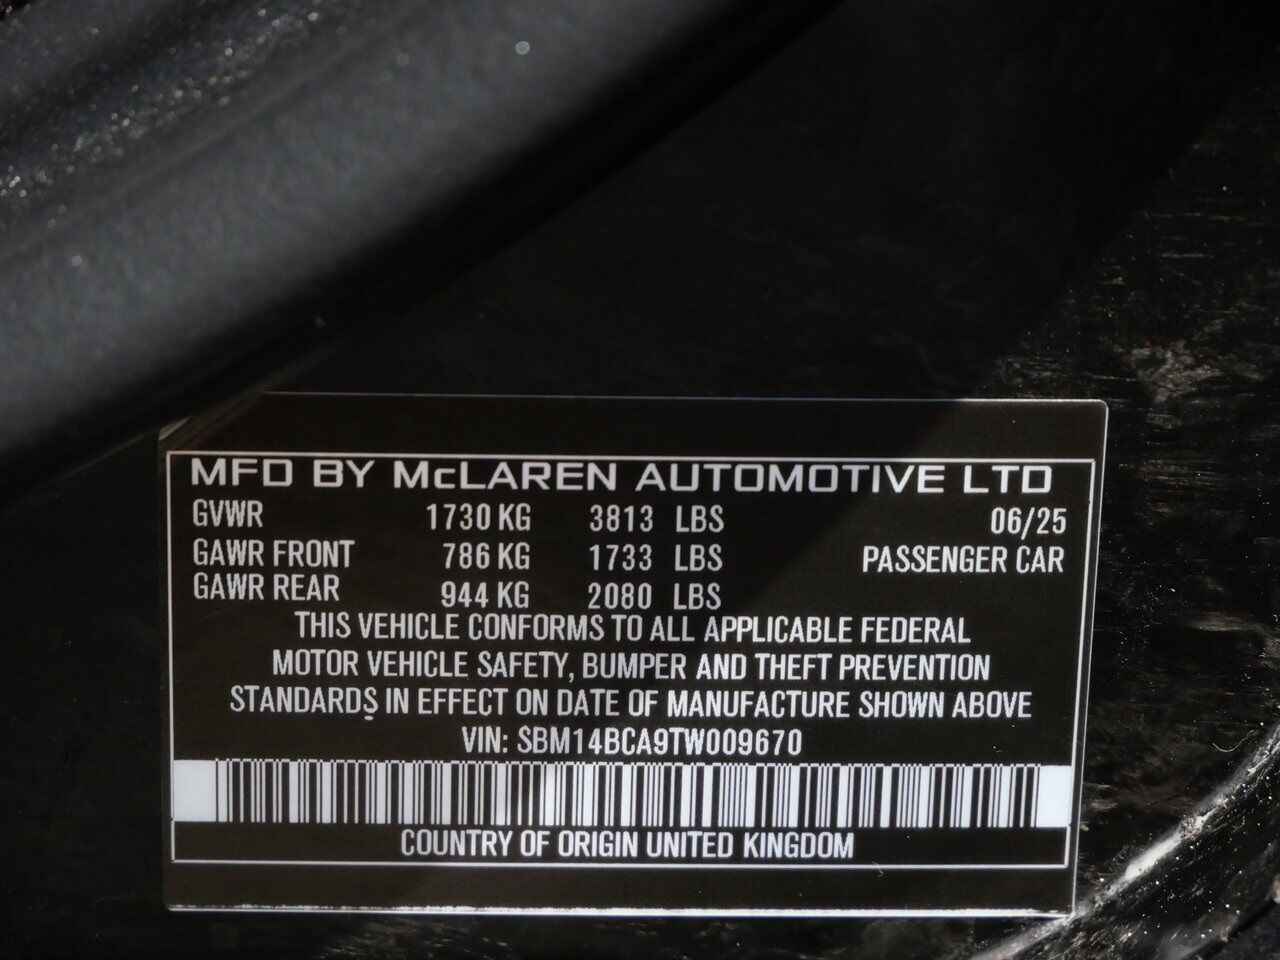 MFD BY McLAREN AUTOMOTIVE LTD
GVWR 1730 KG 3813 LBS 06/25
GAWR FRONT 786 KG 1733 LBS PASSENGER CAR
GAWR REAR 944 KG 2080 LBS
THIS VEHICLE CONFORMS TO ALL APPLICABLE FEDERAL
MOTOR VEHICLE SAFETY, BUMPER AND THEFT PREVENTION
STANDARDS IN EFFECT ON DATE OF MANUFACTURE SHOWN ABOVE
VIN: SBM14BCA9TW009670
COUNTRY OF ORIGIN UNITED KINGDOM